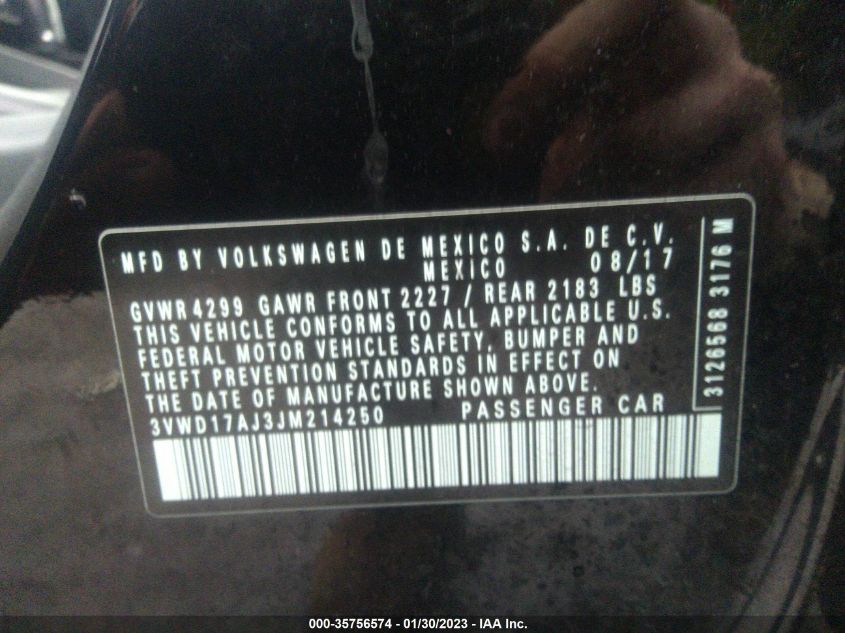 MFD BY VOLKSWAGEN DE MEXICO S.A. DE C.V.
MEXICO 08/17
GVWR 4299 GAWR FRONT 2227 / REAR 2183 LBS
THIS VEHICLE CONFORMS TO ALL APPLICABLE U.S.
FEDERAL MOTOR VEHICLE SAFETY, BUMPER AND
THEFT PREVENTION STANDARDS IN EFFECT ON
THE DATE OF MANUFACTURE SHOWN ABOVE.
3VWD17AJ3JM214250 PASSENGER CAR
3126568 3176 M
000-35756574 - 01/30/2023 - IAA Inc.